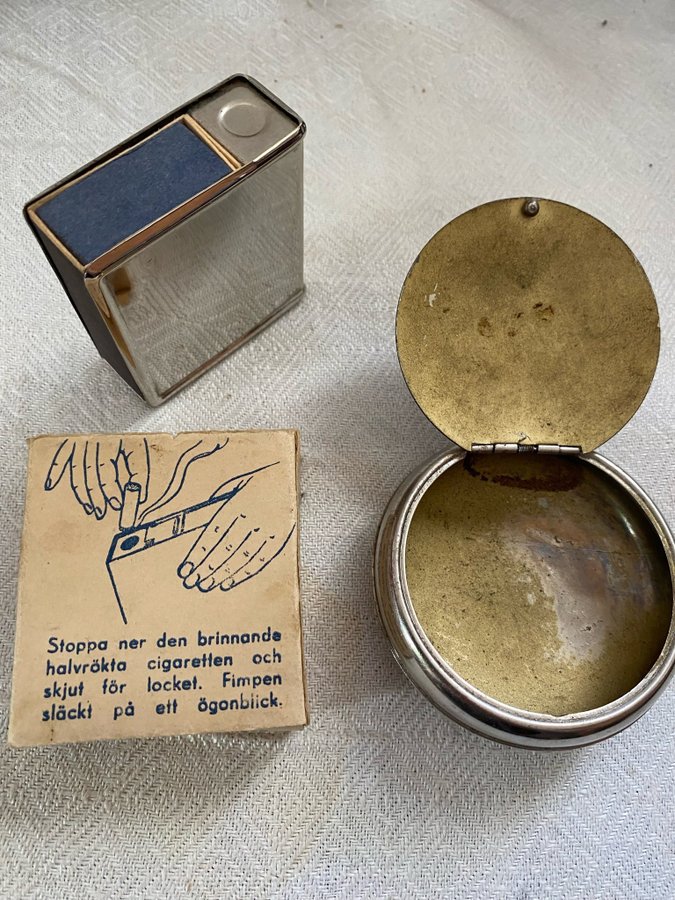 Stoppa ner den brinnande
halvrökta cigaretten och
skjut för locket. Fimpen
släckt på ett ögonblick.